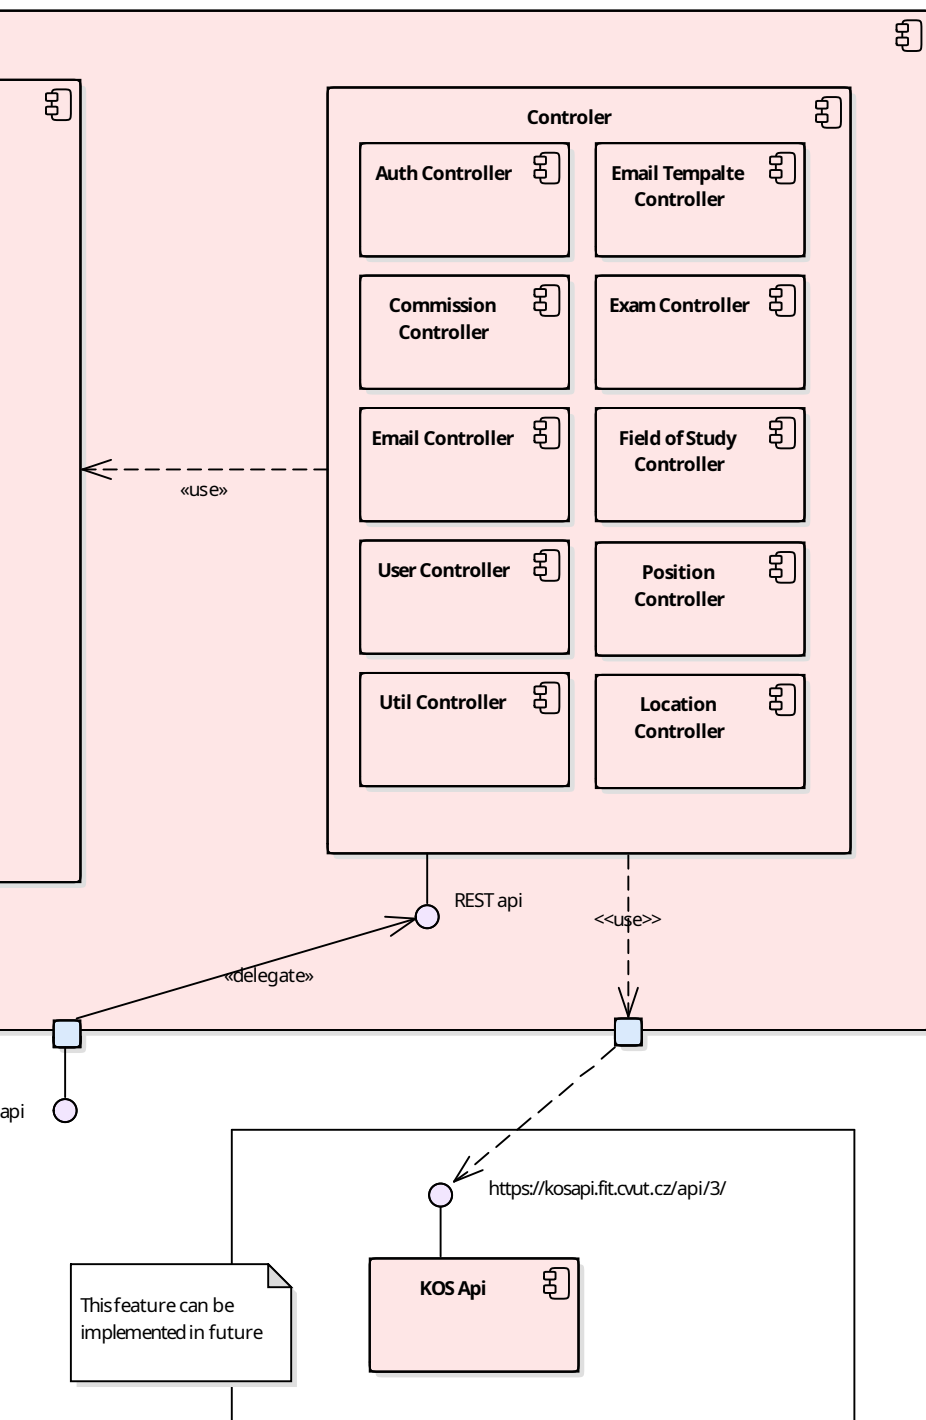 Controler
Auth Controller
Email Tempalte
Controller
Commission
Controller
Exam Controller
Email Controller
Field of Study
Controller
«use»
User Controller
Position
Controller
Util Controller
Location
Controller
REST api
<<use>>
«delegate»
api
https://kosapi.fit.cvut.cz/api/3/
KOS Api
This feature can be
implemented in future